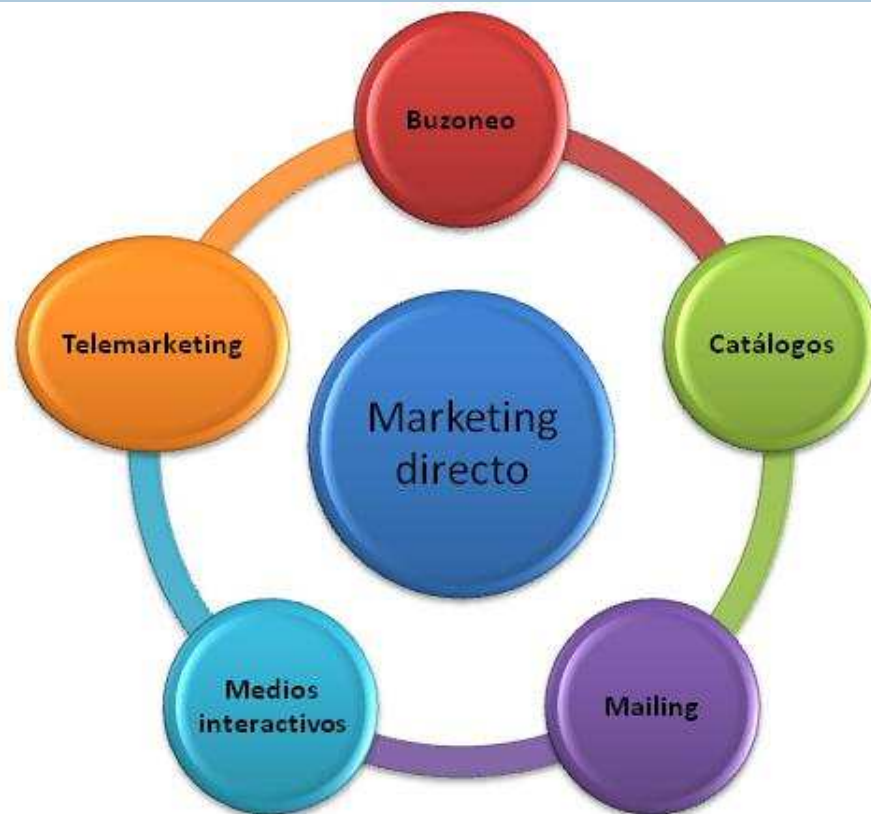 Buzoneo
Telemarketing
Catálogos
Marketing
directo
Medios
interactivos
Mailing